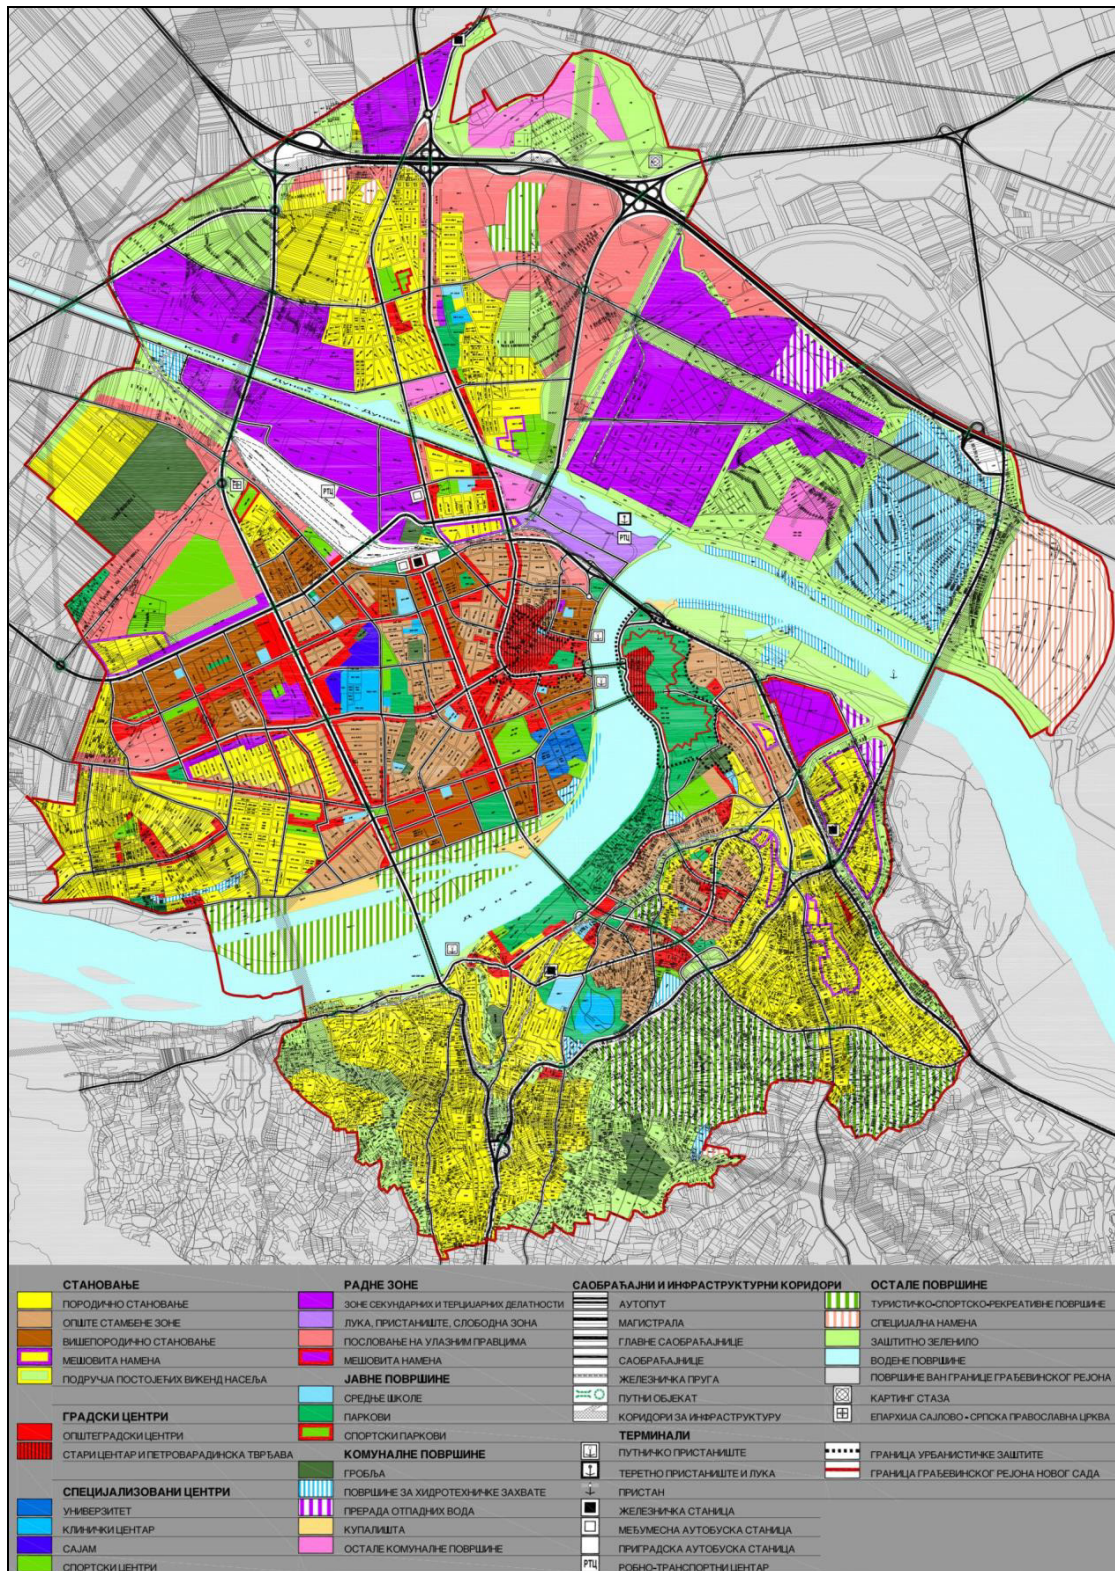 Канал Дунав - Тиса - Дунав
РТЦ
РТЦ
СТАНОВАЊЕ
ПОРОДИЧНО СТАНОВАЊЕ
ОПШТЕ СТАМБЕНЕ ЗОНЕ
ВИШЕПОРОДИЧНО СТАНОВАЊЕ
МЕШОВИТА НАМЕНА
ПОДРУЧЈА ПОСТОЈЕЋИХ ВИКЕНД НАСЕЉА
ГРАДСКИ ЦЕНТРИ
ОПШТЕГРАДСКИ ЦЕНТРИ
СТАРИ ЦЕНТАР И ПЕТРОВАРАДИНСКА ТВРЂАВА
СПЕЦИЈАЛИЗОВАНИ ЦЕНТРИ
УНИВЕРЗИТЕТ
КЛИНИЧКИ ЦЕНТАР
САЈАМ
СПОРТСКИ ЦЕНТРИ
РАДНЕ ЗОНЕ
ЗОНЕ СЕКУНДАРНИХ И ТЕРЦИЈАРНИХ ДЕЛАТНОСТИ
ЛУКА, ПРИСТАНИШТЕ, СЛОБОДНА ЗОНА
ПОСЛОВАЊЕ НА УЛАЗНИМ ПРАВЦИМА
МЕШОВИТА НАМЕНА
ЈАВНЕ ПОВРШИНЕ
СРЕДЊЕ ШКОЛЕ
ПАРКОВИ
СПОРТСКИ ПАРКОВИ
КОМУНАЛНЕ ПОВРШИНЕ
ГРОБЉА
ПОВРШИНЕ ЗА ХИДРОТЕХНИЧКЕ ЗАХВАТЕ
ПРЕРАДА ОТПАДНИХ ВОДА
КУПАЛИШТА
ОСТАЛЕ КОМУНАЛНЕ ПОВРШИНЕ
САОБРАЋАЈНИ И ИНФРАСТРУКТУРНИ КОРИДОРИ
АУТОПУТ
МАГИСТРАЛА
ГЛАВНЕ САОБРАЋАЈНИЦЕ
САОБРАЋАЈНИЦЕ
ЖЕЛЕЗНИЧКА ПРУГА
ПУТНИ ОБЈЕКАТ
КОРИДОРИ ЗА ИНФРАСТРУКТУРУ
ТЕРМИНАЛИ
ПУТНИЧКО ПРИСТАНИШТЕ
ТЕРЕТНО ПРИСТАНИШТЕ И ЛУКА
ПРИСТАН
ЖЕЛЕЗНИЧКА СТАНИЦА
МЕЂУМЕСНА АУТОБУСКА СТАНИЦА
ПРИГРАДСКА АУТОБУСКА СТАНИЦА
РТЦ РОБНО-ТРАНСПОРТНИ ЦЕНТАР
ОСТАЛЕ ПОВРШИНЕ
ТУРИСТИЧКО-СПОРТСКО-РЕКРЕАТИВНЕ ПОВРШИНЕ
СПЕЦИЈАЛНА НАМЕНА
ЗАШТИТНО ЗЕЛЕНИЛО
ВОДЕНЕ ПОВРШИНЕ
ПОВРШИНЕ ВАН ГРАНИЦЕ ГРАЂЕВИНСКОГ РЕЈОНА
КАРТИНГ СТАЗА
ЕПАРХИЈА САЈЛОВО - СРПСКА ПРАВОСЛАВНА ЦРКВА
ГРАНИЦА УРБАНИСТИЧКЕ ЗАШТИТЕ
ГРАНИЦА ГРАЂЕВИНСКОГ РЕЈОНА НОВОГ САДА